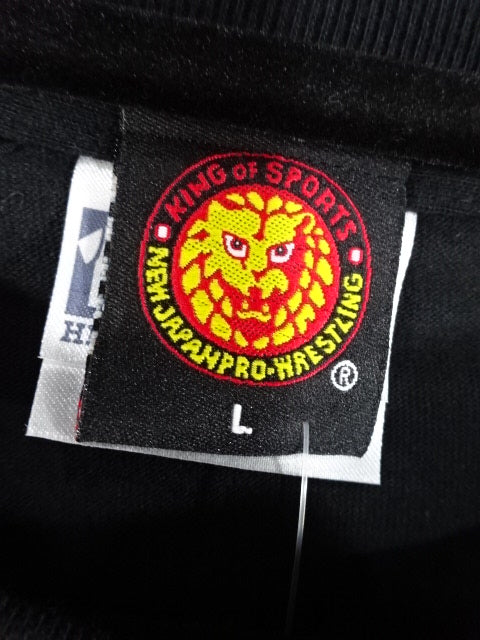 KING OF SPORTS
NEW JAPAN PRO-WRESTLING
®
L